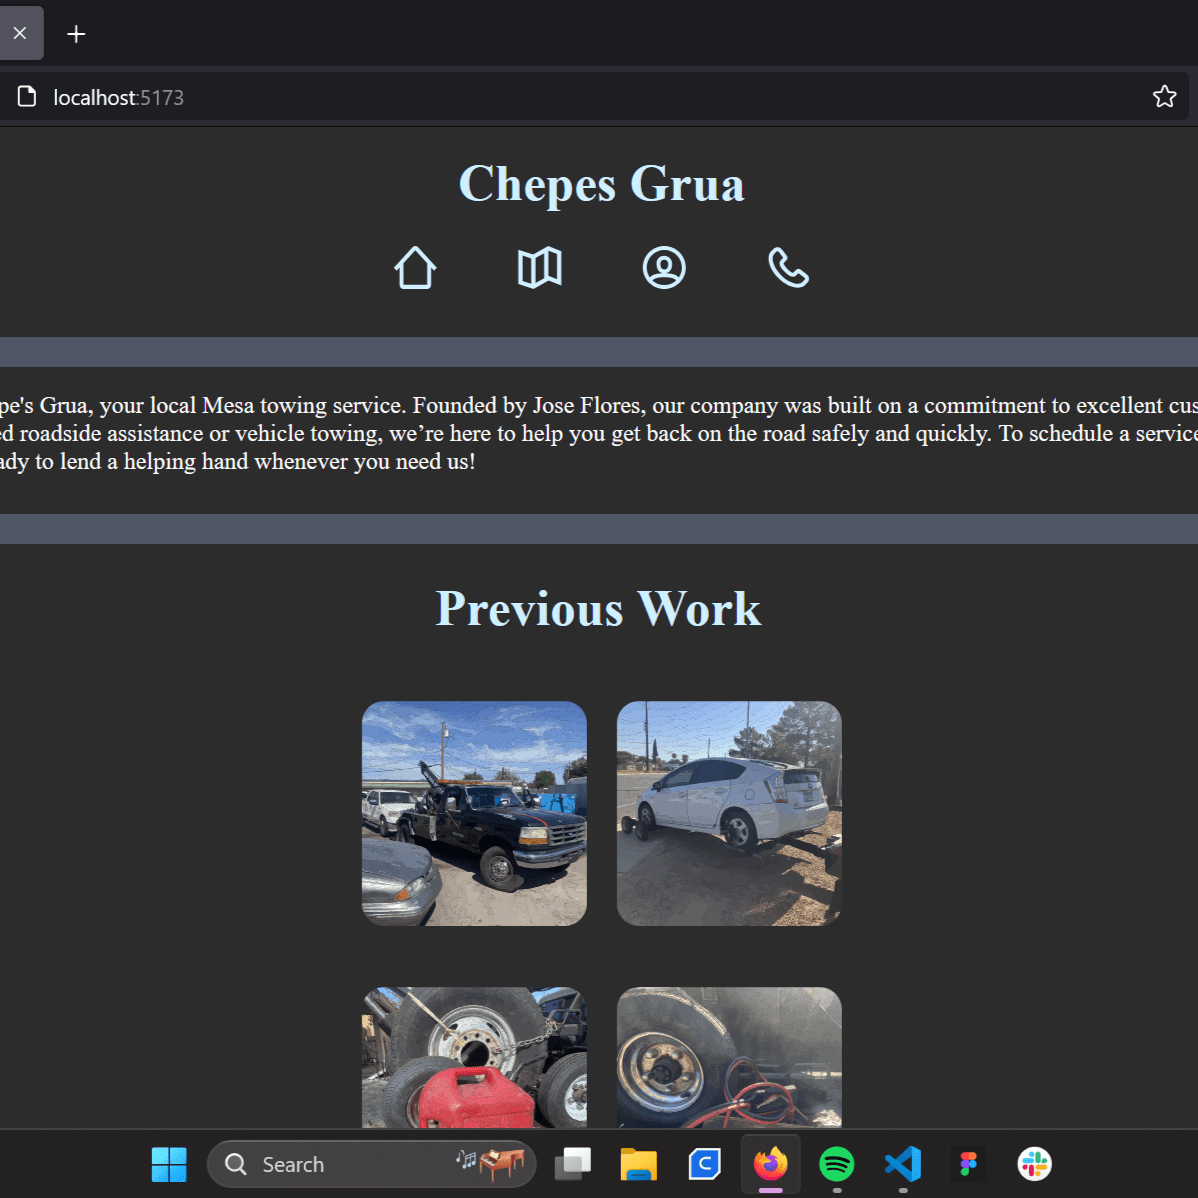 localhost:5173
Chepes Grua
pe's Grua, your local Mesa towing service. Founded by Jose Flores, our company was built on a commitment to excellent cus
ed roadside assistance or vehicle towing, we’re here to help you get back on the road safely and quickly. To schedule a service
ady to lend a helping hand whenever you need us!
Previous Work
Search